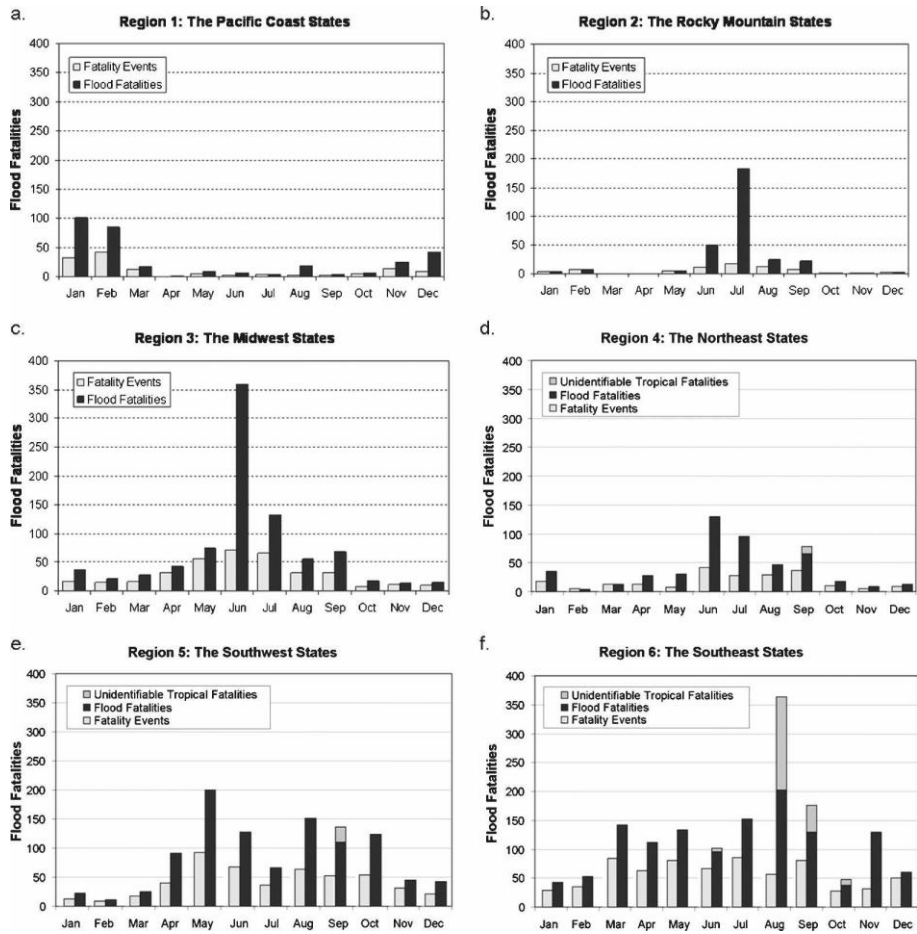 a.
Region 1: The Pacific Coast States
400
350
300
250
200
150
100
50
0
Flood Fatalities
Fatality Events
Flood Fatalities
Jan Feb Mar Apr May Jun Jul Aug Sep Oct Nov Dec
b.
Region 2: The Rocky Mountain States
400
350
300
250
200
150
100
50
0
Flood Fatalities
Fatality Events
Flood Fatalities
Jan Feb Mar Apr May Jun Jul Aug Sep Oct Nov Dec
c.
Region 3: The Midwest States
400
350
300
250
200
150
100
50
0
Flood Fatalities
Fatality Events
Flood Fatalities
Jan Feb Mar Apr May Jun Jul Aug Sep Oct Nov Dec
d.
Region 4: The Northeast States
400
350
300
250
200
150
100
50
0
Flood Fatalities
Unidentifiable Tropical Fatalities
Flood Fatalities
Fatality Events
Jan Feb Mar Apr May Jun Jul Aug Sep Oct Nov Dec
e.
Region 5: The Southwest States
400
350
300
250
200
150
100
50
0
Flood Fatalities
Unidentifiable Tropical Fatalities
Flood Fatalities
Fatality Events
Jan Feb Mar Apr May Jun Jul Aug Sep Oct Nov Dec
f.
Region 6: The Southeast States
400
350
300
250
200
150
100
50
0
Flood Fatalities
Unidentifiable Tropical Fatalities
Flood Fatalities
Fatality Events
Jan Feb Mar Apr May Jun Jul Aug Sep Oct Nov Dec